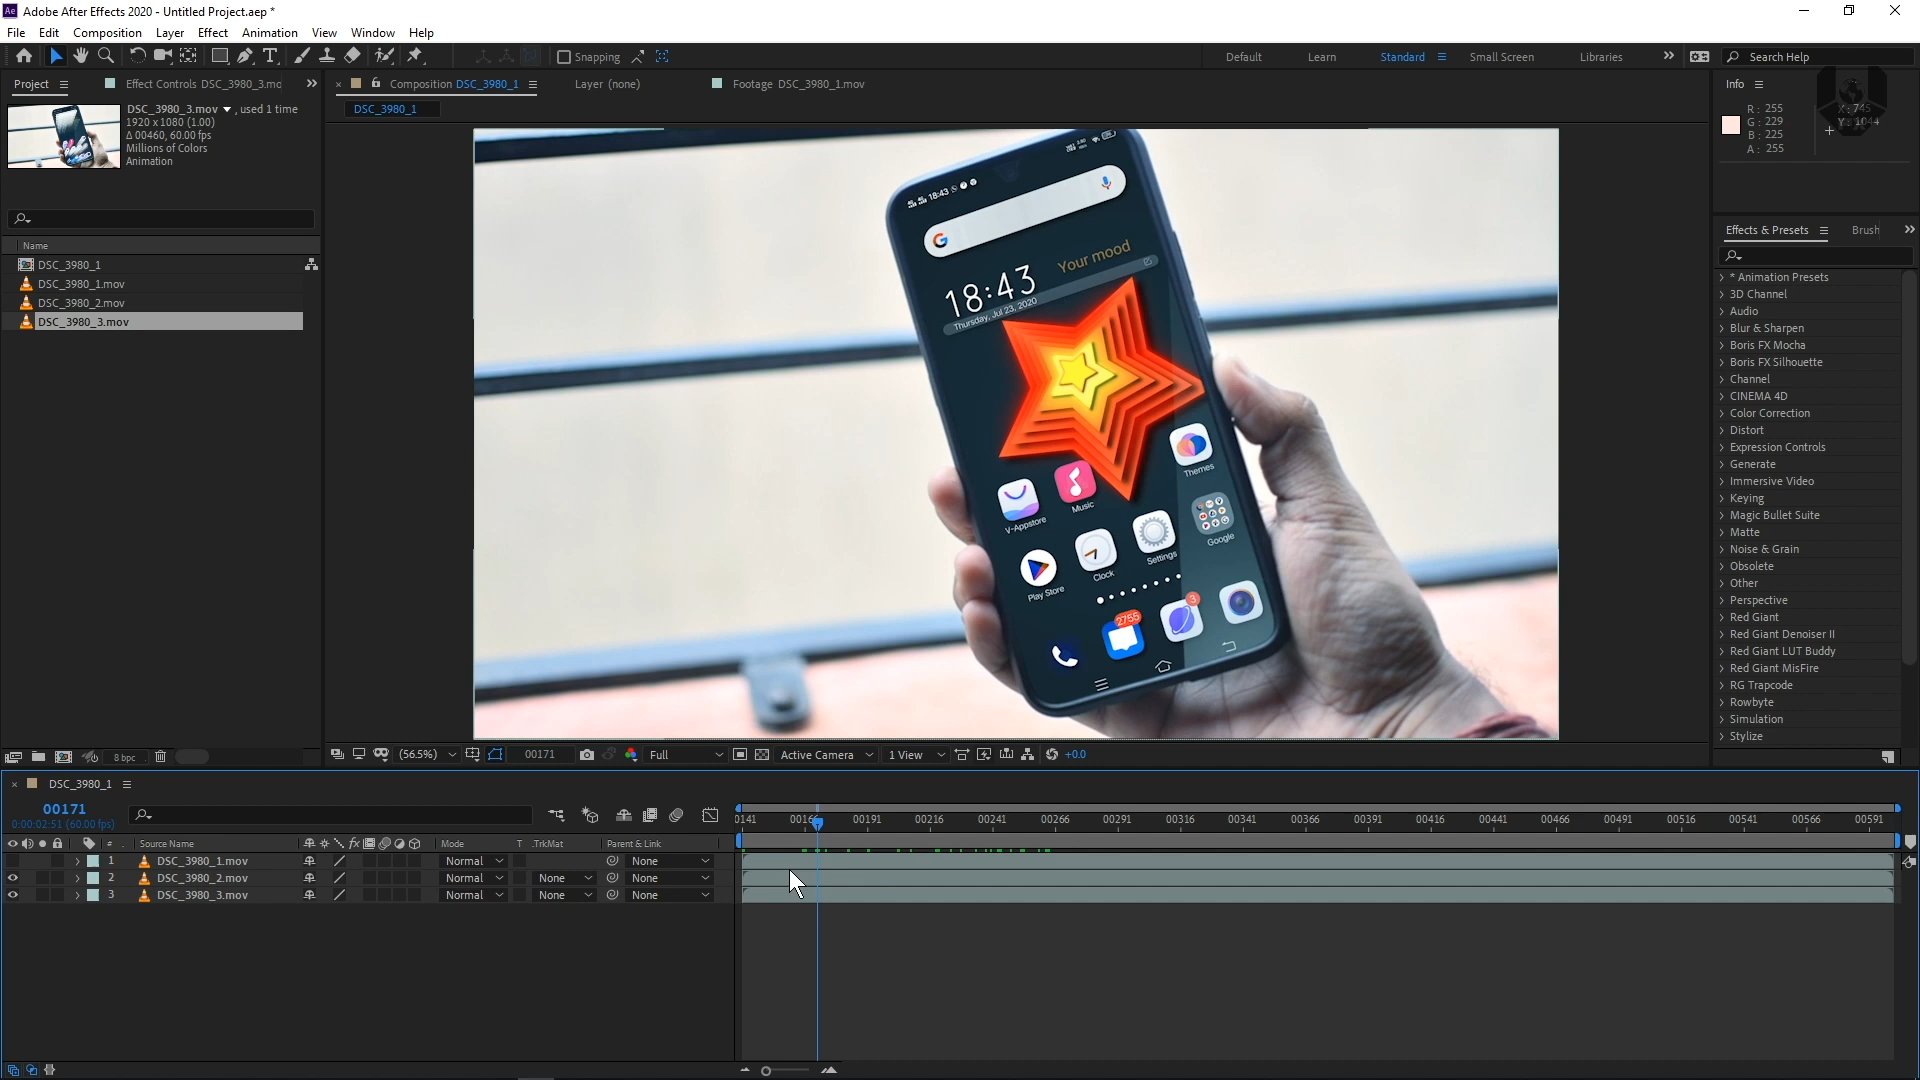 Adobe After Effects 2020 - Untitled Project.aep *
File Edit Composition Layer Effect Animation View Window Help
Snapping
Default Learn Standard Small Screen Libraries Search Help
Project Effect Controls DSC_3980_3.mo
Composition DSC_3980_1 Layer (none) Footage DSC_3980_1.mov
Info
DSC_3980_3.mov , used 1 time
1920 x 1080 (1.00)
Δ 00460, 60.00 fps
Millions of Colors
Animation
DSC_3980_1
R: 255
G: 229
B: 225
A: 255
X: 745
Y: 1044
Name
DSC_3980_1
DSC_3980_1.mov
DSC_3980_2.mov
DSC_3980_3.mov
18:43
Your mood
18:43
Thursday, Jul 23, 2020
V-Appstore
Music
Themes
Play Store
Clock
Settings
Google
2755
3
Effects & Presets Brush
* Animation Presets
3D Channel
Audio
Blur & Sharpen
Boris FX Mocha
Boris FX Silhouette
Channel
CINEMA 4D
Color Correction
Distort
Expression Controls
Generate
Immersive Video
Keying
Magic Bullet Suite
Matte
Noise & Grain
Obsolete
Other
Perspective
Red Giant
Red Giant Denoiser II
Red Giant LUT Buddy
Red Giant MisFire
RG Trapcode
Rowbyte
Simulation
Stylize
8 bpc
(56.5%) 00171 Full Active Camera 1 View +0.0
DSC_3980_1
00171
0:00:02:51 (60.00 fps)
00191 00216 00241 00266 00291 00316 00341 00366 00391 00416 00441 00466 00491 00516 00541 00566 00591
# Source Name Mode T .TrkMat Parent & Link
1 DSC_3980_1.mov Normal None
2 DSC_3980_2.mov Normal None None
3 DSC_3980_3.mov Normal None None